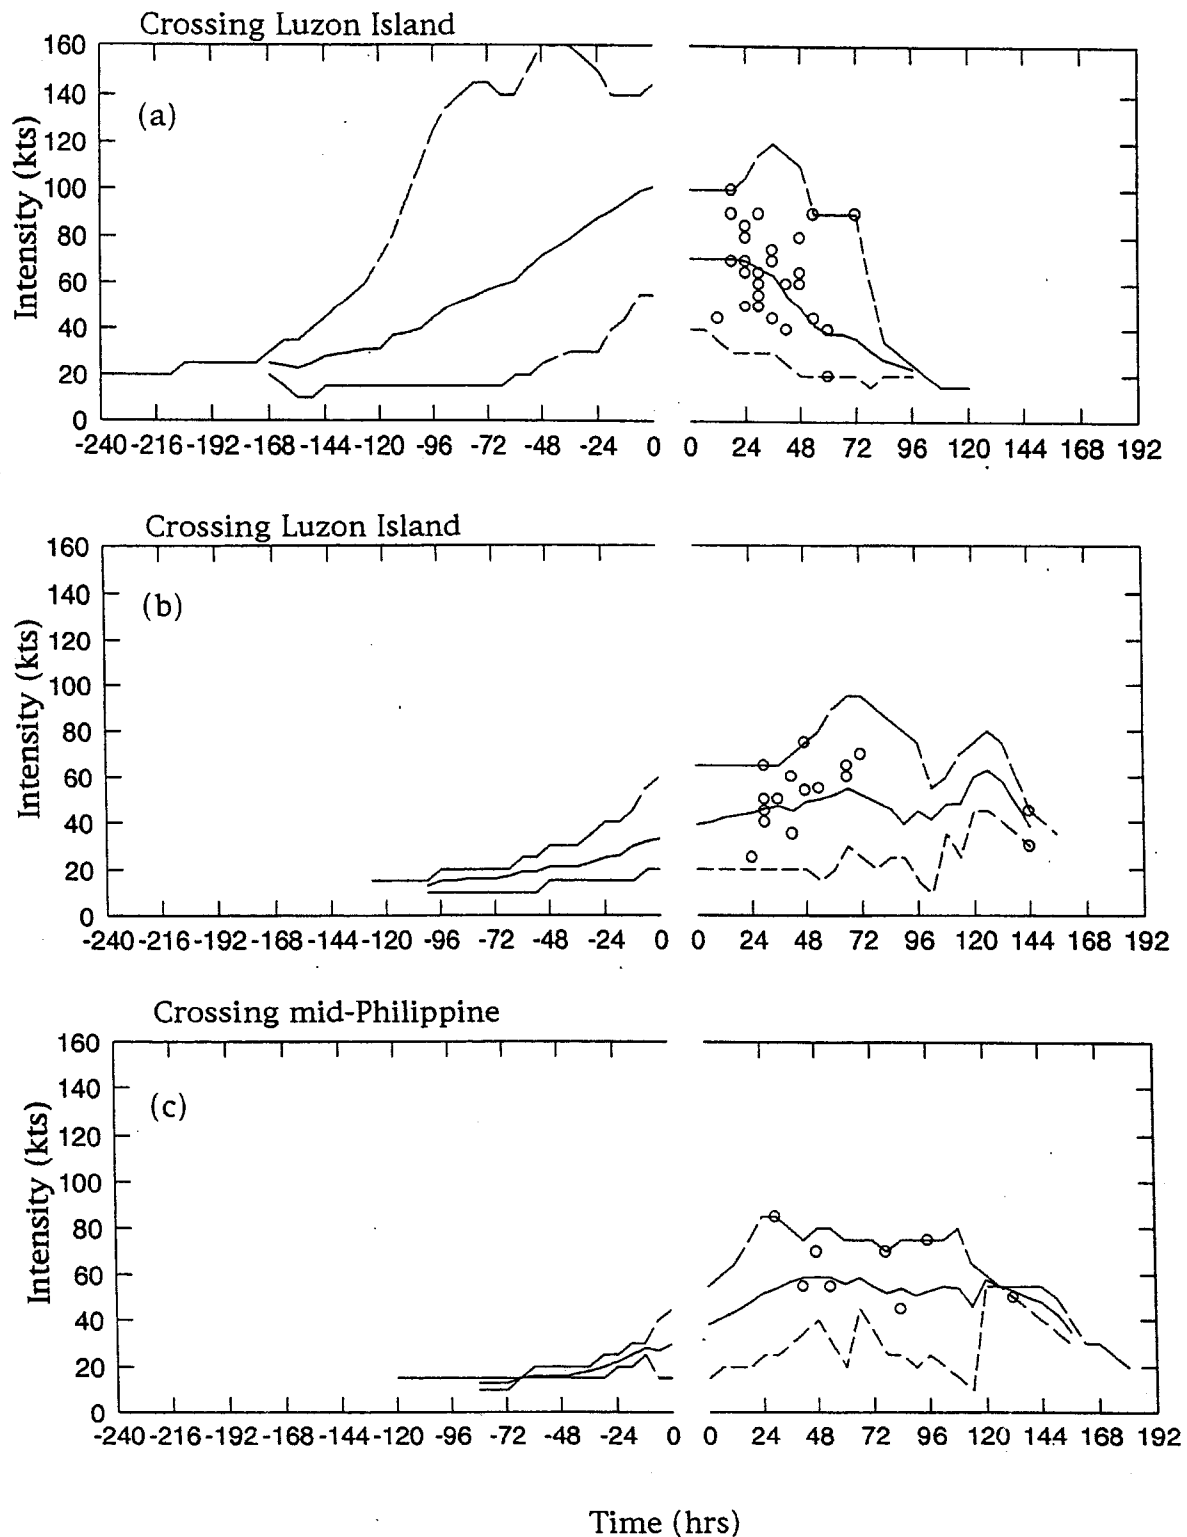 Crossing Luzon Island
(a)
Intensity (kts)
160
140
120
100
80
60
40
20
0
-240 -216 -192 -168 -144 -120 -96 -72 -48 -24 0
0 24 48 72 96 120 144 168 192
Crossing Luzon Island
(b)
Intensity (kts)
160
140
120
100
80
60
40
20
0
-240 -216 -192 -168 -144 -120 -96 -72 -48 -24 0
0 24 48 72 96 120 144 168 192
Crossing mid-Philippine
(c)
Intensity (kts)
160
140
120
100
80
60
40
20
0
-240 -216 -192 -168 -144 -120 -96 -72 -48 -24 0
0 24 48 72 96 120 144 168 192
Time (hrs)